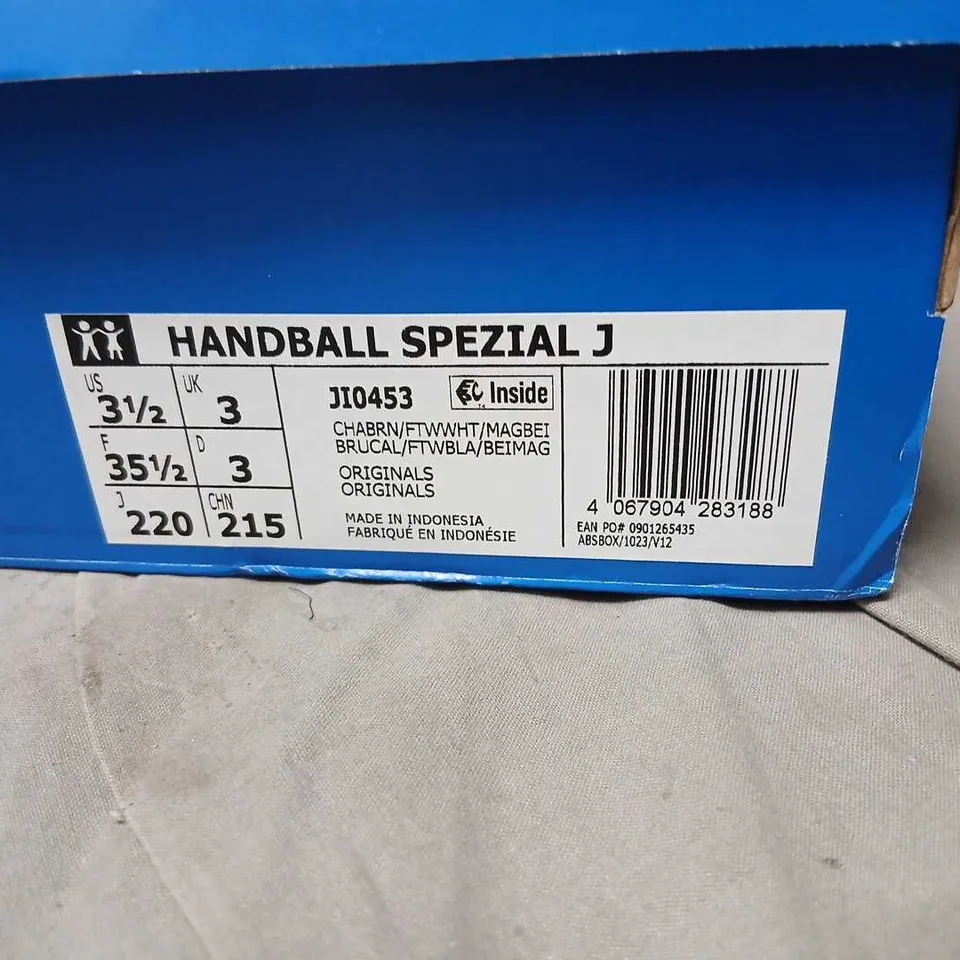 HANDBALL SPEZIAL J
US 3½ UK 3
F 35½ D 3
J 220 CHN 215
JI0453 Inside
CHABRN/FTWWHT/MAGBEI
BRUCAL/FTWBLA/BEIMAG
ORIGINALS
ORIGINALS
MADE IN INDONESIA
FABRIQUÉ EN INDONÉSIE
4 067904 283188
EAN PO# 0901265435
ABSBOX/1023/V12